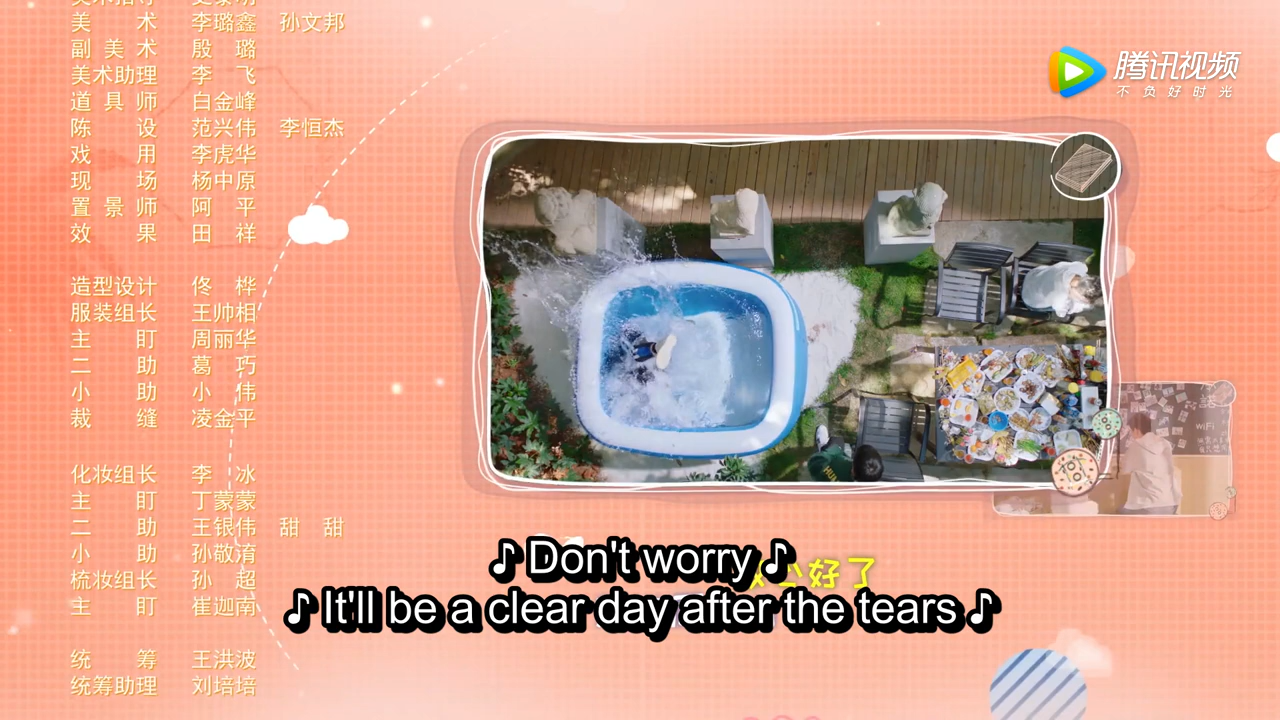 美术 李璐鑫 孙文邦
副美术 殷璐
美术助理 李飞
道具师 白金峰
陈设 范兴伟 李恒杰
戏用 李虎华
现场 杨中原
置景师 阿平
效果 田祥
造型设计 佟桦
服装组长 王帅相
主盯 周丽华
二助 葛巧
小助 小伟
裁缝 凌金平
化妆组长 李冰
主盯 丁蒙蒙
二助 王银伟 甜甜
小助 孙敬淯
梳妆组长 孙超
主盯 崔迦南
统筹 王洪波
统筹助理 刘培培
腾讯视频
不负好时光
WiFi
好了
♪ Don't worry ♪
♪ It'll be a clear day after the tears ♪